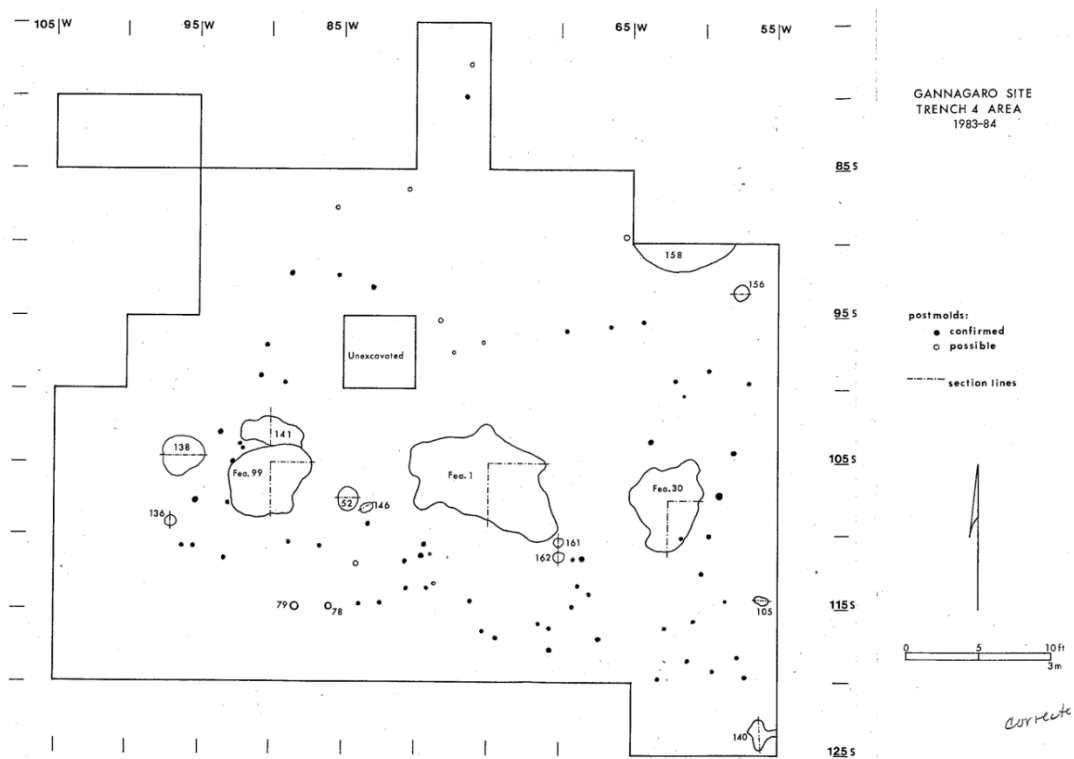 105 W
95 W
85 W
65 W
55 W
GANNAGARO SITE
TRENCH 4 AREA
1983-84
85 S
158
156
95 S
postmolds:
confirmed
possible
Unexcavated
section lines
141
138
105 S
Fea. 99
Fea. 1
Fea. 30
52
146
136
161
162
79
78
105
115 S
0 5 10 ft
3m
140
125 S